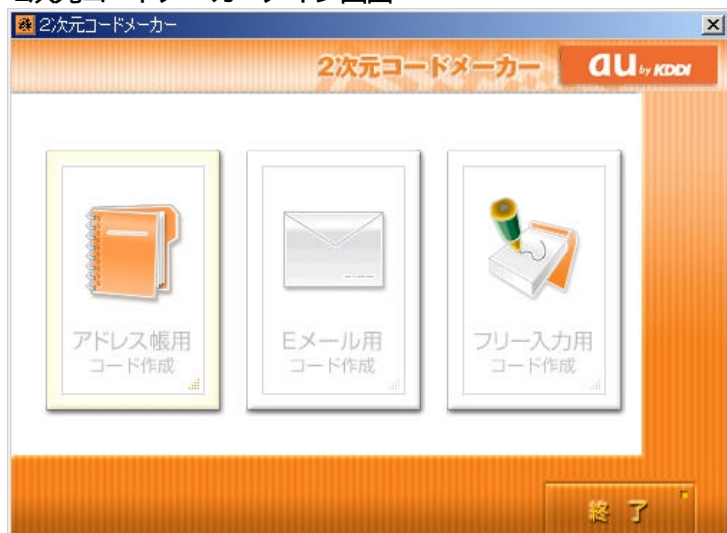 2次元コードメーカー
2次元コードメーカー
au by KDDI
アドレス帳用
コード作成
Eメール用
コード作成
フリー入力用
コード作成
終了